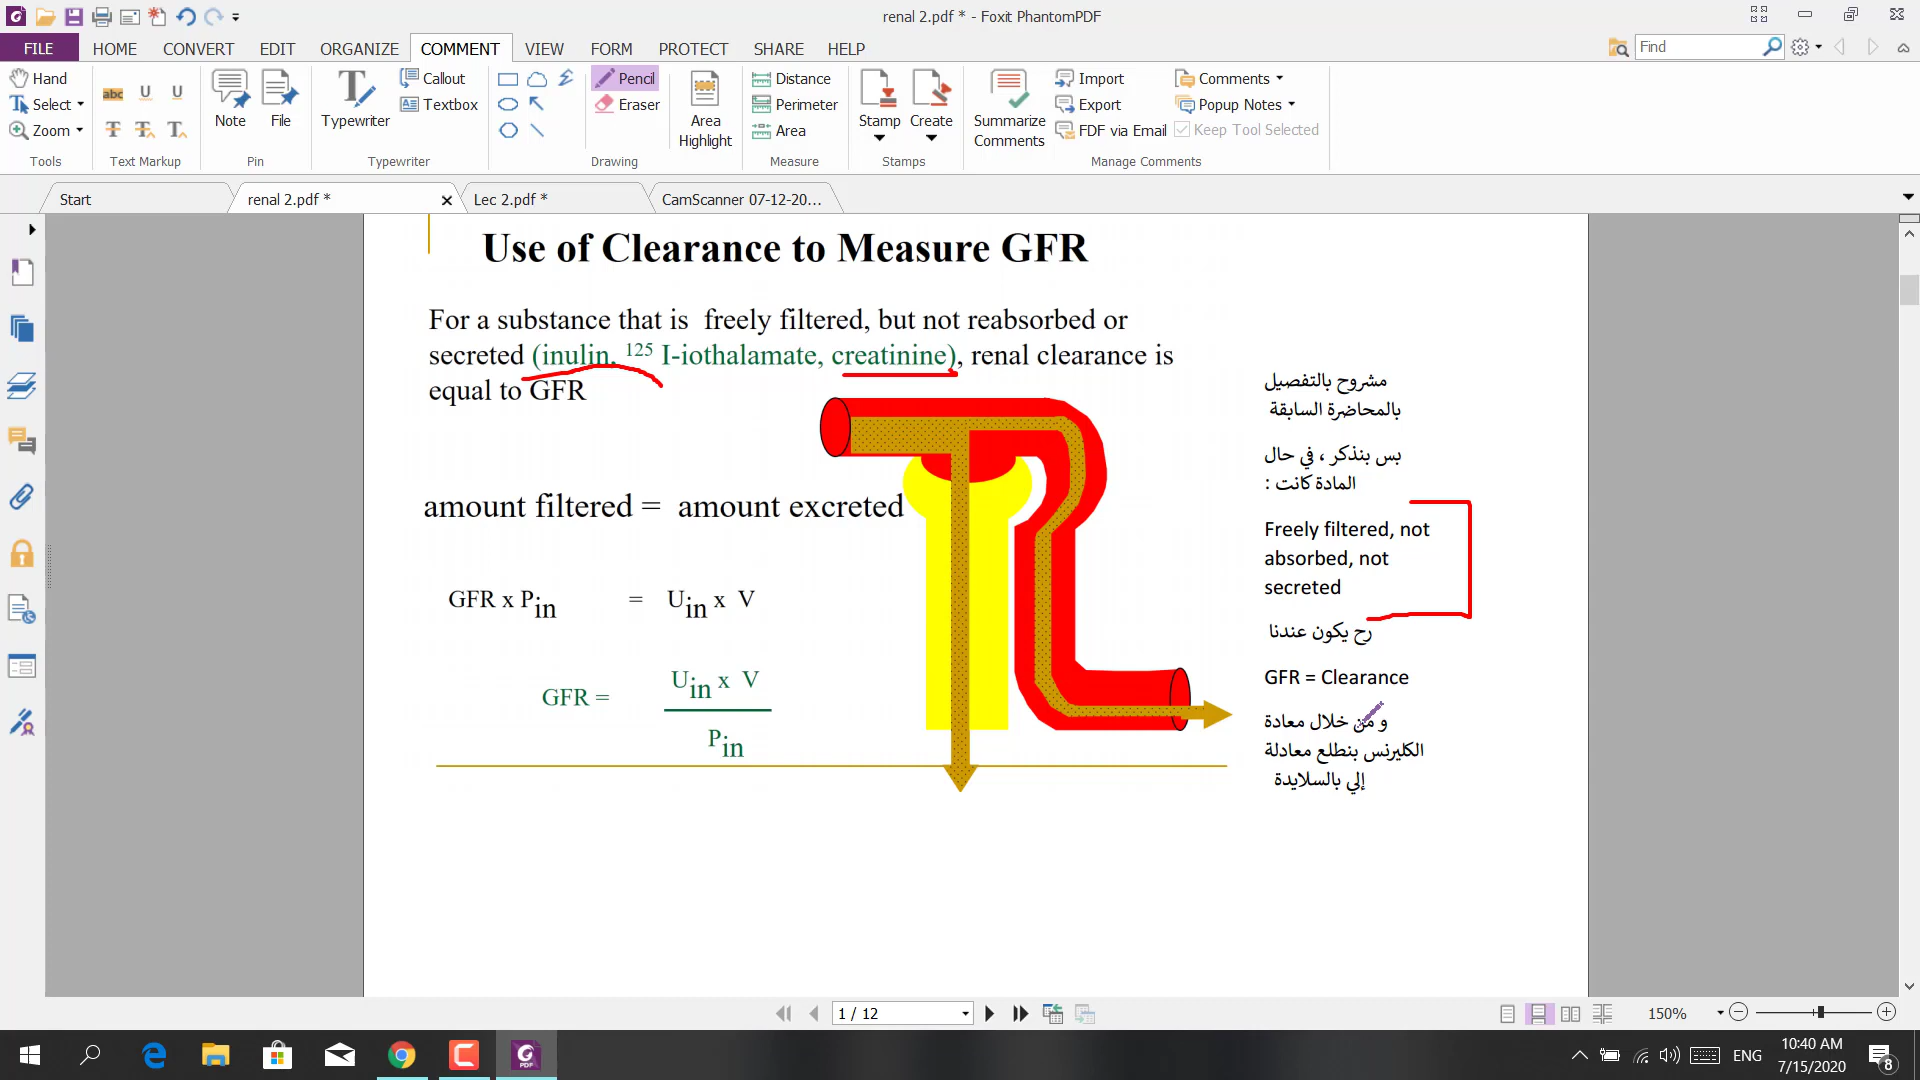 renal 2.pdf * - Foxit PhantomPDF
FILE HOME CONVERT EDIT ORGANIZE COMMENT VIEW FORM PROTECT SHARE HELP
Find
Hand
Select
Zoom
Tools
Text Markup
Note
File
Pin
Typewriter
Callout
Textbox
Typewriter
Pencil
Eraser
Drawing
Area
Highlight
Distance
Perimeter
Area
Measure
Stamp
Create
Stamps
Summarize
Comments
Import
Export
FDF via Email
Comments
Popup Notes
Keep Tool Selected
Manage Comments
Start
renal 2.pdf *
Lec 2.pdf *
CamScanner 07-12-20...
Use of Clearance to Measure GFR
For a substance that is freely filtered, but not reabsorbed or
secreted (inulin, 125 I-iothalamate, creatinine), renal clearance is
equal to GFR
amount filtered = amount excreted
GFR x Pin = Uin x V
GFR = Uin x V
Pin
مشروح بالتفصيل
بالمحاضرة السابقة
بس بنذكر ، في حال
المادة كانت :
Freely filtered, not
absorbed, not
secreted
رح يكون عندنا
GFR = Clearance
و من خلال معادة
الكليرنس بنطلع معادلة
إلي بالسلايدة
1 / 12
150%
ENG
10:40 AM
7/15/2020
8